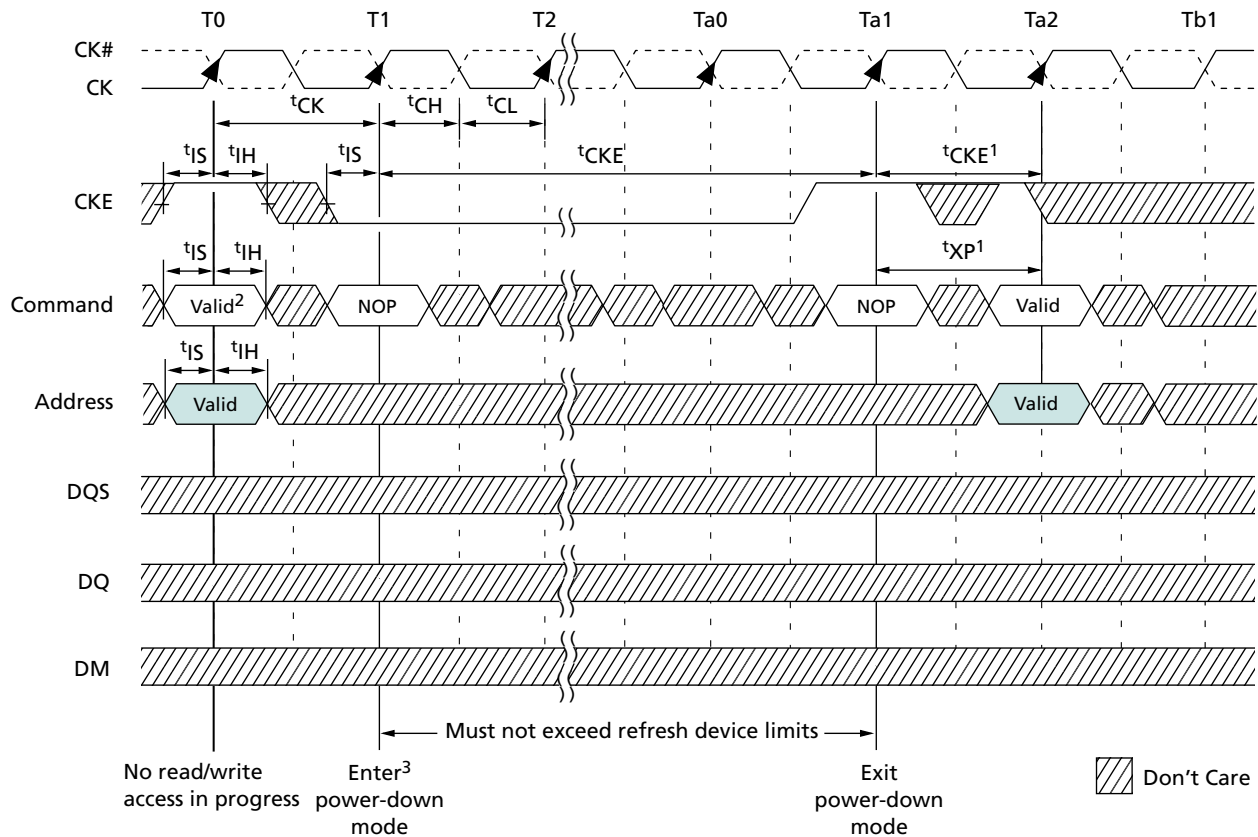 T0 T1 T2 Ta0 Ta1 Ta2 Tb1
CK#
CK
tCK tCH tCL
tIS tIH tIS tCKE tCKE1
CKE
tIS tIH tXP1
Command Valid2 NOP NOP Valid
tIS tIH
Address Valid Valid
DQS
DQ
DM
Must not exceed refresh device limits
No read/write
access in progress
Enter3
power-down
mode
Exit
power-down
mode
Don't Care